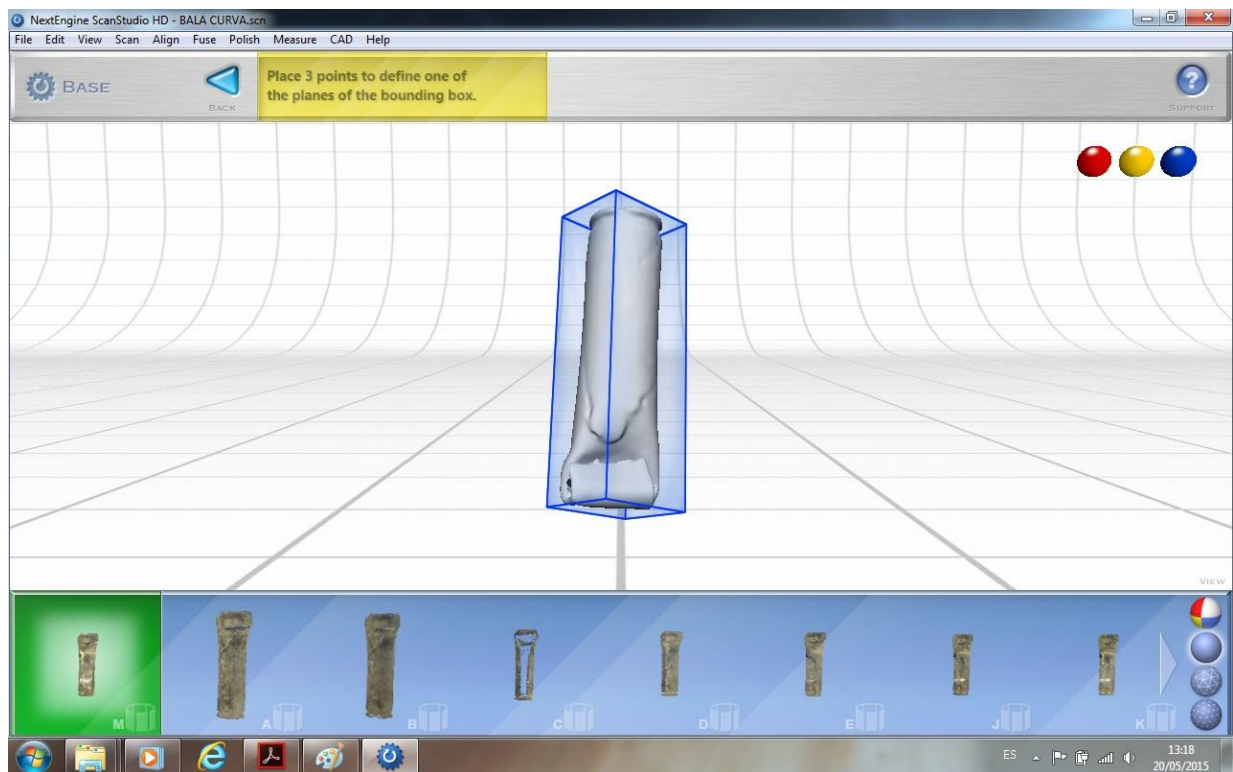 NextEngine ScanStudio HD - BALA CURVA.scn
File Edit View Scan Align Fuse Polish Measure CAD Help
BASE
BACK
Place 3 points to define one of
the planes of the bounding box.
SUPPORT
VIEW
M A B C D E J K
ES
13:18
20/05/2015